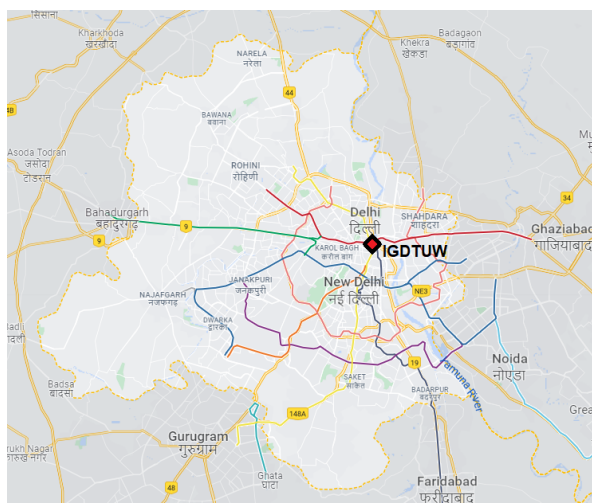 सिसाना
Kharkhoda
खरखौदा
Badagaon
बड़ागाँव
Khekra
खेकड़ा
NARELA
नरेला
44
4B
BAWANA
बवाना
Asoda Todran
जसोदा
टोडरान
ROHINI
रोहिणी
34
Bahadurgarh
बहादुरगढ़
9
9
Delhi
दिल्ली
SHAHDARA
शाहदरा
Ghaziabad
गाज़ियाबाद
KAROL BAGH
करोल बाग
IGDTUW
JANAKPURI
जनकपुरी
New Delhi
नई दिल्ली
NE3
NAJAFGARH
नजफगढ़
DWARKA
द्वारका
Noida
नोएडा
19
SAKET
साकेत
BADARPUR
बदरपुर
Yamuna River
Badsa
बादसा
148A
Gurugram
गुरुग्राम
Ghata
घाटा
48
Faridabad
फरीदाबाद